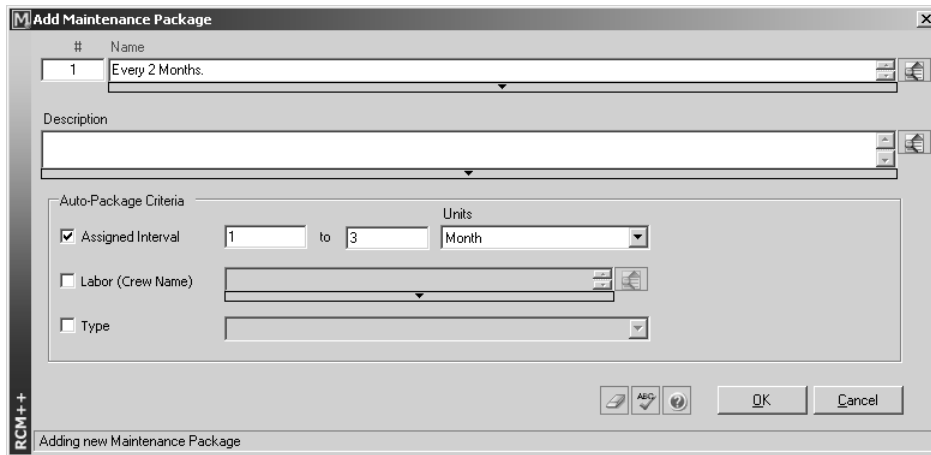 M Add Maintenance Package X
# Name
1 Every 2 Months.
Description
Auto-Package Criteria
Units
Assigned Interval 1 to 3 Month
Labor (Crew Name)
Type
ABC ?
OK Cancel
RCM++
Adding new Maintenance Package